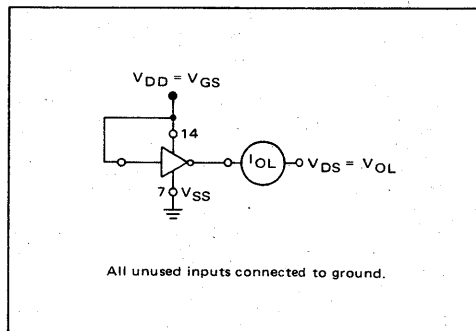 VDD = VGS
14
IOL
VDS = VOL
7
VSS
All unused inputs connected to ground.